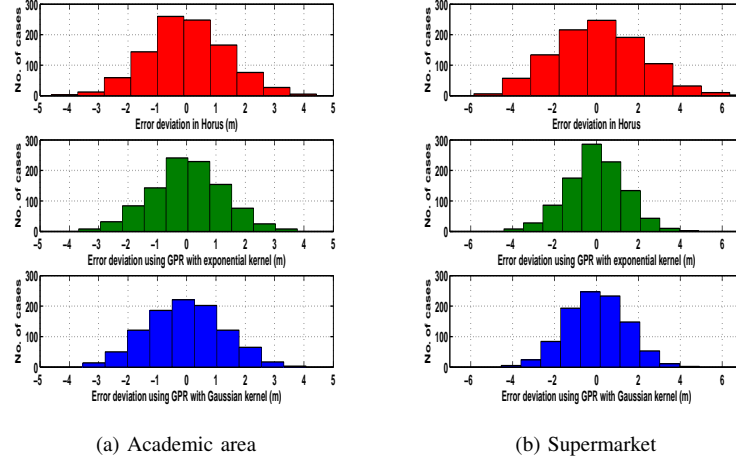 300
200
100
0
No. of cases
−5 −4 −3 −2 −1 0 1 2 3 4 5
Error deviation in Horus (m)
300
200
100
0
No. of cases
−6 −4 −2 0 2 4 6
Error deviation in Horus
300
200
100
0
No. of cases
−5 −4 −3 −2 −1 0 1 2 3 4 5
Error deviation using GPR with exponential kernel (m)
300
200
100
0
No. of cases
−6 −4 −2 0 2 4 6
Error deviation using GPR with exponential kernel (m)
300
200
100
0
No. of cases
−5 −4 −3 −2 −1 0 1 2 3 4 5
Error deviation using GPR with Gaussian kernel (m)
300
200
100
0
No. of cases
−6 −4 −2 0 2 4 6
Error deviation using GPR with Gaussian kernel (m)
(a) Academic area
(b) Supermarket